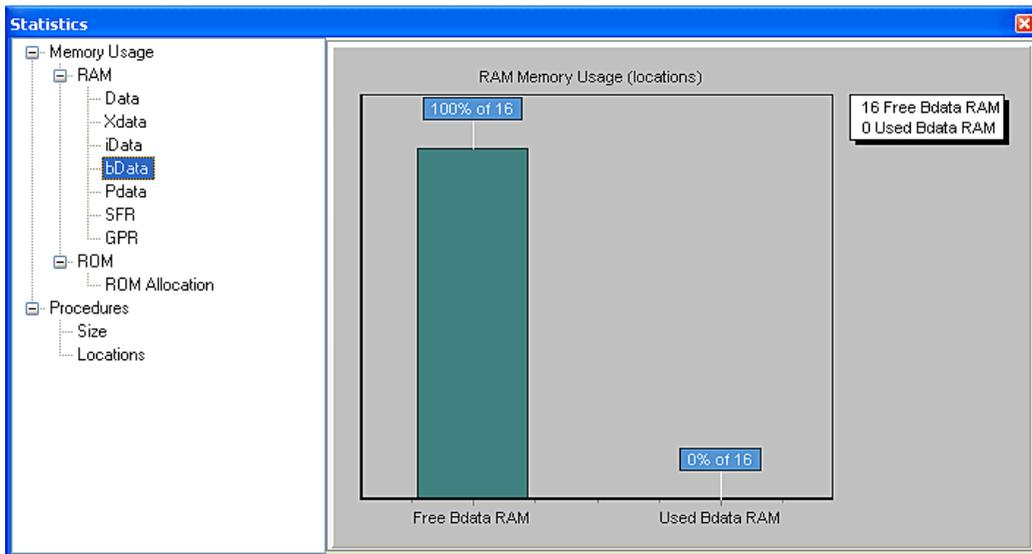 Statistics
Memory Usage
RAM
Data
Xdata
iData
bData
Pdata
SFR
GPR
ROM
ROM Allocation
Procedures
Size
Locations
RAM Memory Usage (locations)
100% of 16
0% of 16
Free Bdata RAM
Used Bdata RAM
16 Free Bdata RAM
0 Used Bdata RAM